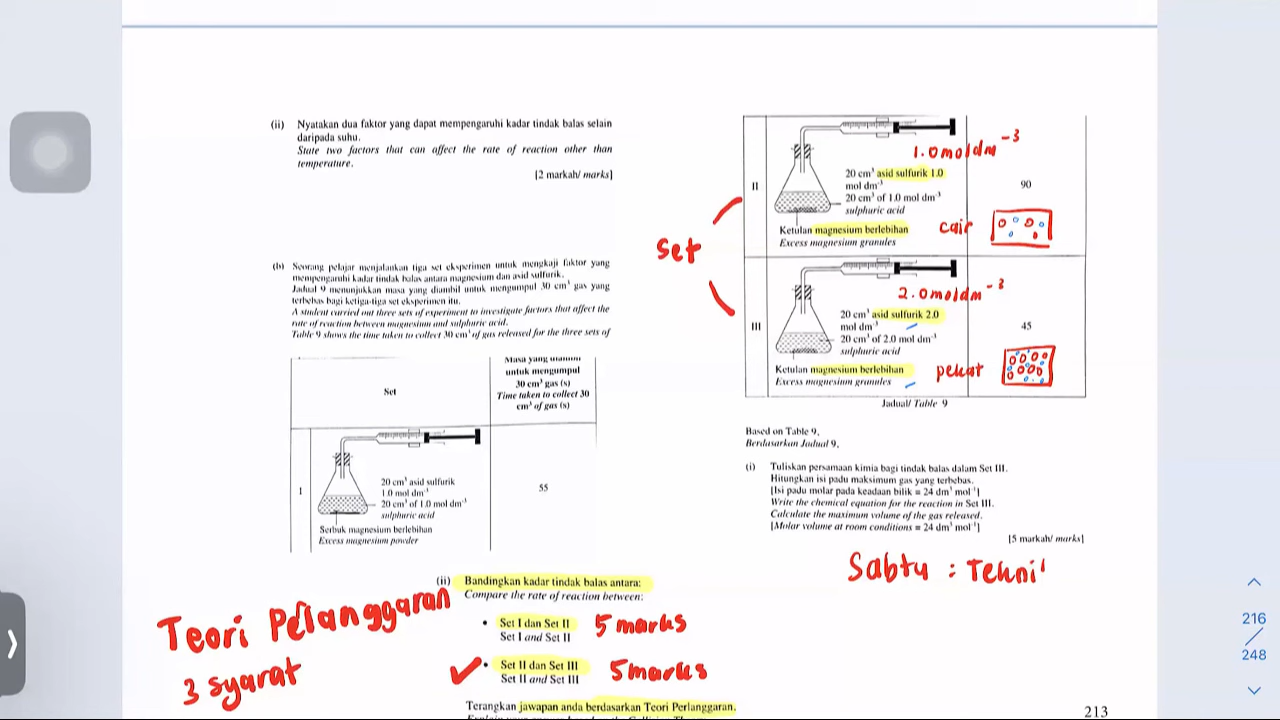 (ii) Nyatakan dua faktor yang dapat mempengaruhi kadar tindak balas selain
daripada suhu.
State two factors that can affect the rate of reaction other than
temperature.
[2 markah/ marks]
(b) Seorang pelajar menjalankan tiga set eksperimen untuk mengkaji faktor yang
mempengaruhi kadar tindak balas antara magnesium dan asid sulfurik.
Jadual 9 menunjukkan masa yang diambil untuk mengumpul 30 cm³ gas yang
terbebas bagi ketiga-tiga set eksperimen itu.
A student carried out three sets of experiment to investigate factors that affect the
rate of reaction between magnesium and sulphuric acid.
Table 9 shows the time taken to collect 30 cm³ of gas released for the three sets of
Set
Masa yang diambil
untuk mengumpul
30 cm³ gas (s)
Time taken to collect 30
cm³ of gas (s)
I
20 cm³ asid sulfurik
1.0 mol dm⁻³
20 cm³ of 1.0 mol dm⁻³
sulphuric acid
Serbuk magnesium berlebihan
Excess magnesium powder
55
(ii) Bandingkan kadar tindak balas antara:
Compare the rate of reaction between:
• Set I dan Set II 5 marks
Set I and Set II
• Set II dan Set III 5 marks
Set II and Set III
Terangkan jawapan anda berdasarkan Teori Perlanggaran.
Teori Pelanggaran
3 syarat
set
II
1.0 mol dm⁻³
20 cm³ asid sulfurik 1.0
mol dm⁻³
20 cm³ of 1.0 mol dm⁻³
sulphuric acid
Ketulan magnesium berlebihan
Excess magnesium granules
cair
90
III
2.0 mol dm⁻³
20 cm³ asid sulfurik 2.0
mol dm⁻³
20 cm³ of 2.0 mol dm⁻³
sulphuric acid
Ketulan magnesium berlebihan
Excess magnesium granules
pekat
45
Jadual/ Table 9
Based on Table 9,
Berdasarkan Jadual 9,
(i) Tuliskan persamaan kimia bagi tindak balas dalam Set III.
Hitungkan isi padu maksimum gas yang terbebas.
[Isi padu molar pada keadaan bilik = 24 dm³ mol⁻¹]
Write the chemical equation for the reaction in Set III.
Calculate the maximum volume of the gas released.
[Molar volume at room conditions = 24 dm³ mol⁻¹]
[5 markah/ marks]
Sabtu :
213
216
248